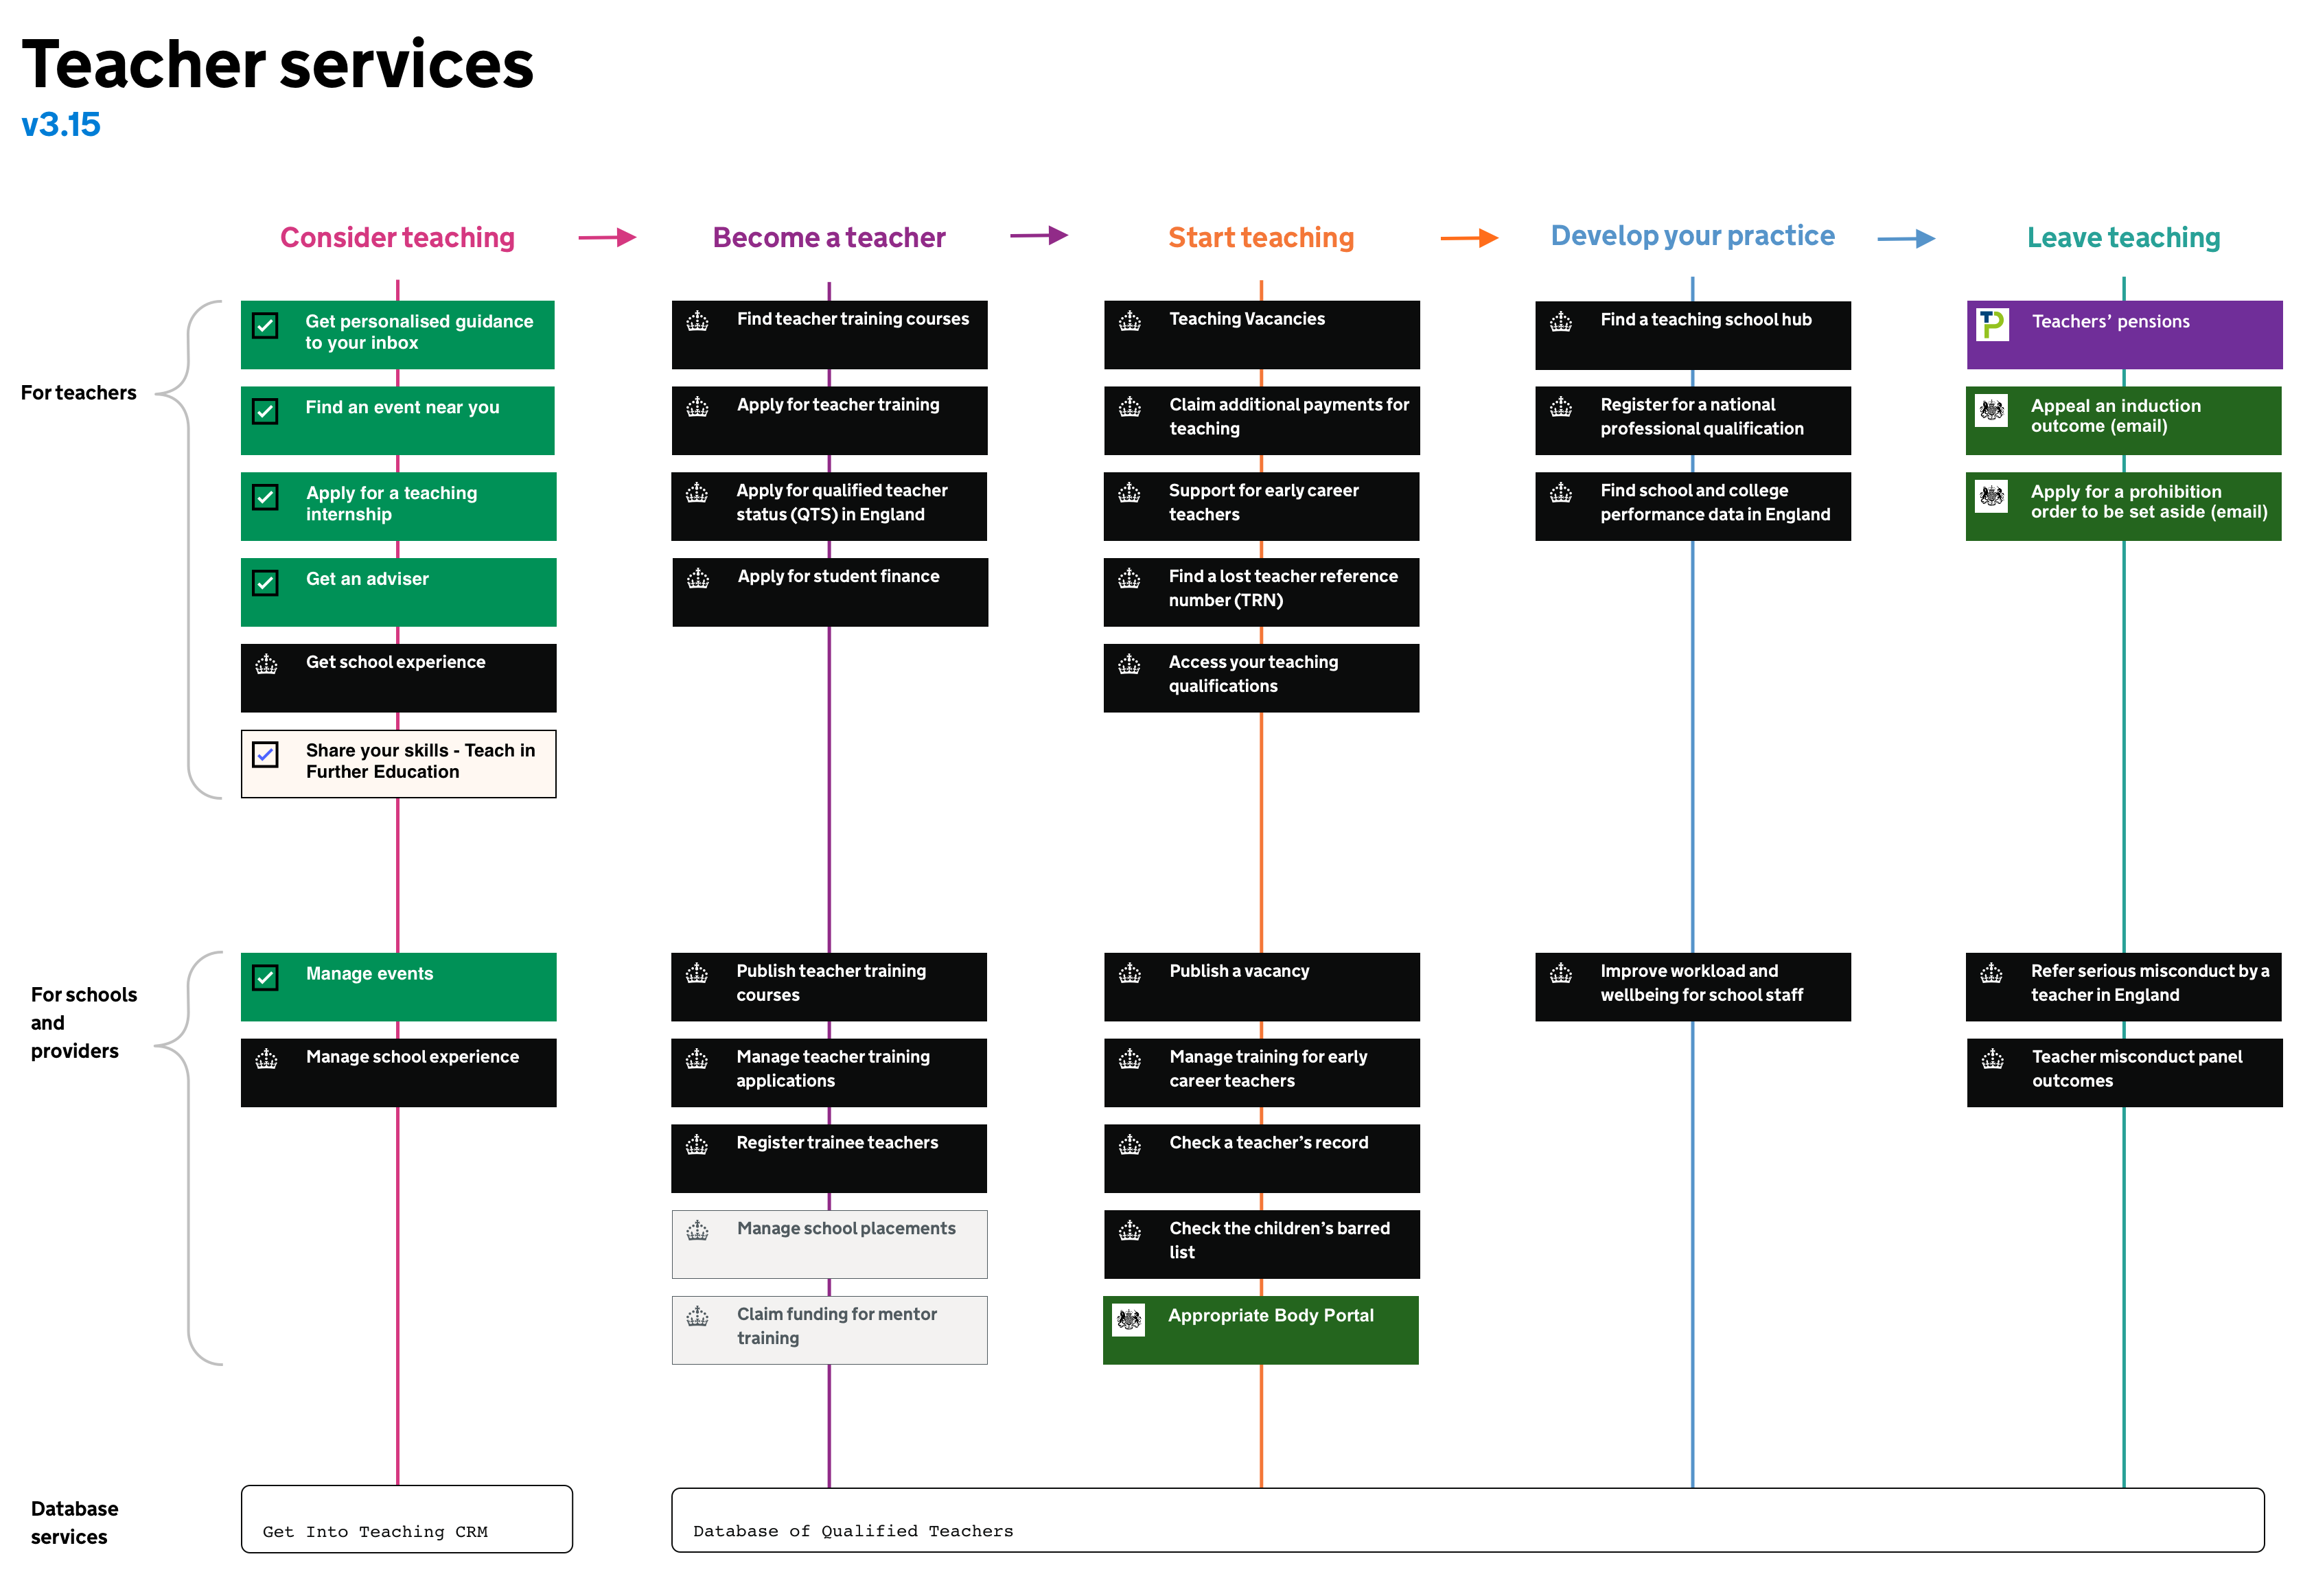 Teacher services
v3.15
Consider teaching
Become a teacher
Start teaching
Develop your practice
Leave teaching
For teachers
Get personalised guidance
to your inbox
Find an event near you
Apply for a teaching
internship
Get an adviser
Get school experience
Share your skills - Teach in
Further Education
Find teacher training courses
Apply for teacher training
Apply for qualified teacher
status (QTS) in England
Apply for student finance
Teaching Vacancies
Claim additional payments for
teaching
Support for early career
teachers
Find a lost teacher reference
number (TRN)
Access your teaching
qualifications
Find a teaching school hub
Register for a national
professional qualification
Find school and college
performance data in England
TP
Teachers’ pensions
Appeal an induction
outcome (email)
Apply for a prohibition
order to be set aside (email)
For schools
and
providers
Manage events
Manage school experience
Publish teacher training
courses
Manage teacher training
applications
Register trainee teachers
Manage school placements
Claim funding for mentor
training
Publish a vacancy
Manage training for early
career teachers
Check a teacher’s record
Check the children’s barred
list
Appropriate Body Portal
Improve workload and
wellbeing for school staff
Refer serious misconduct by a
teacher in England
Teacher misconduct panel
outcomes
Database
services
Get Into Teaching CRM
Database of Qualified Teachers